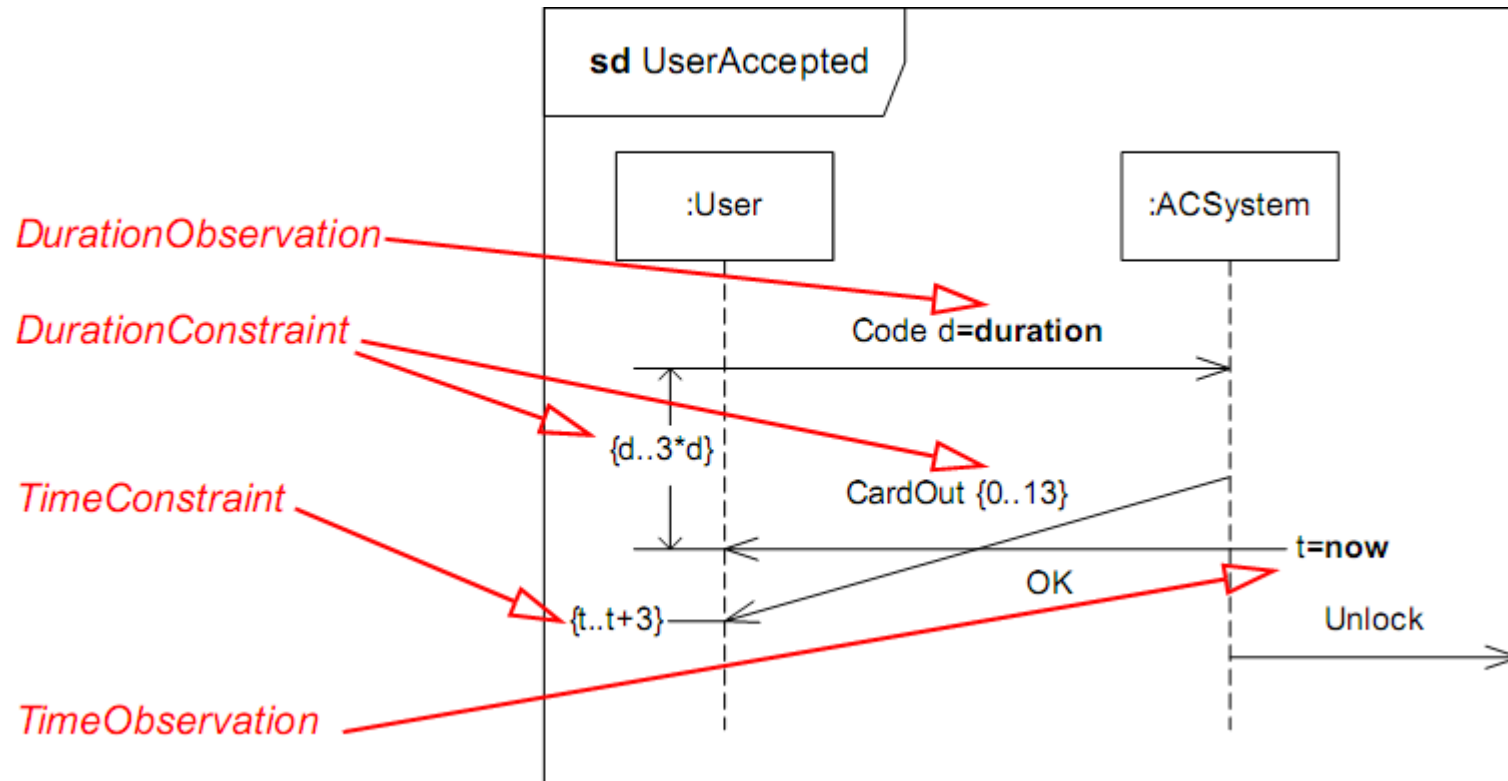 sd UserAccepted
:User
:ACSystem
DurationObservation
DurationConstraint
Code d=duration
{d..3*d}
TimeConstraint
CardOut {0..13}
t=now
OK
{t..t+3}
Unlock
TimeObservation